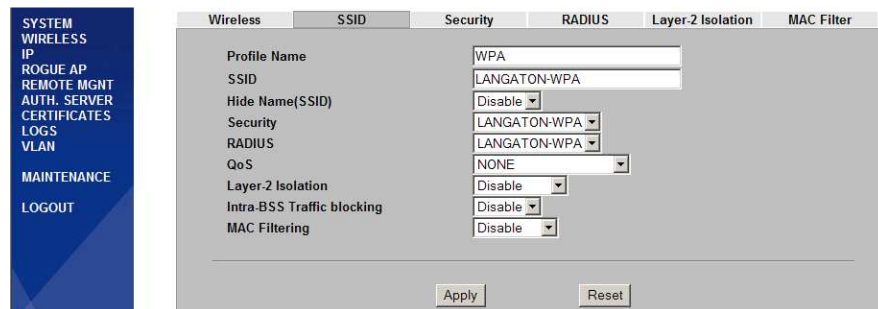 SYSTEM
WIRELESS
IP
ROGUE AP
REMOTE MGNT
AUTH. SERVER
CERTIFICATES
LOGS
VLAN
MAINTENANCE
LOGOUT
Wireless SSID Security RADIUS Layer-2 Isolation MAC Filter
Profile Name WPA
SSID LANGATON-WPA
Hide Name(SSID) Disable
Security LANGATON-WPA
RADIUS LANGATON-WPA
QoS NONE
Layer-2 Isolation Disable
Intra-BSS Traffic blocking Disable
MAC Filtering Disable
Apply Reset